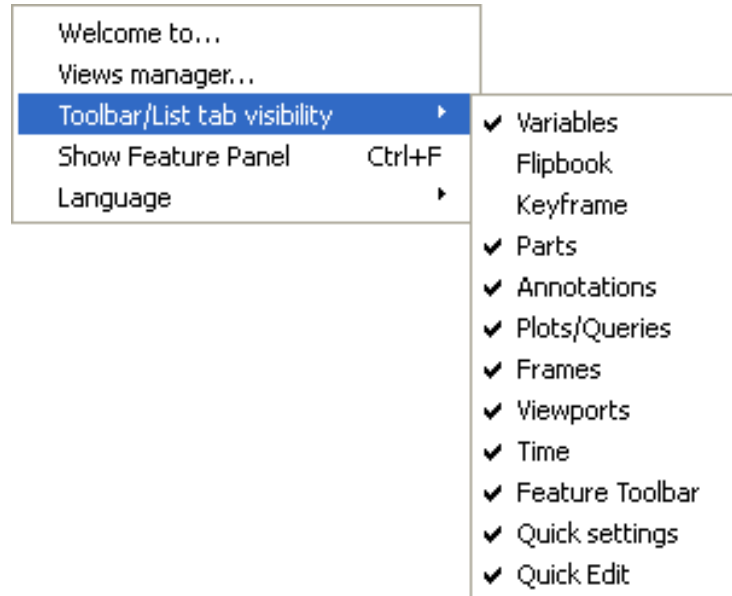 Welcome to...
Views manager...
Toolbar/List tab visibility
Show Feature Panel Ctrl+F
Language
Variables
Flipbook
Keyframe
Parts
Annotations
Plots/Queries
Frames
Viewports
Time
Feature Toolbar
Quick settings
Quick Edit